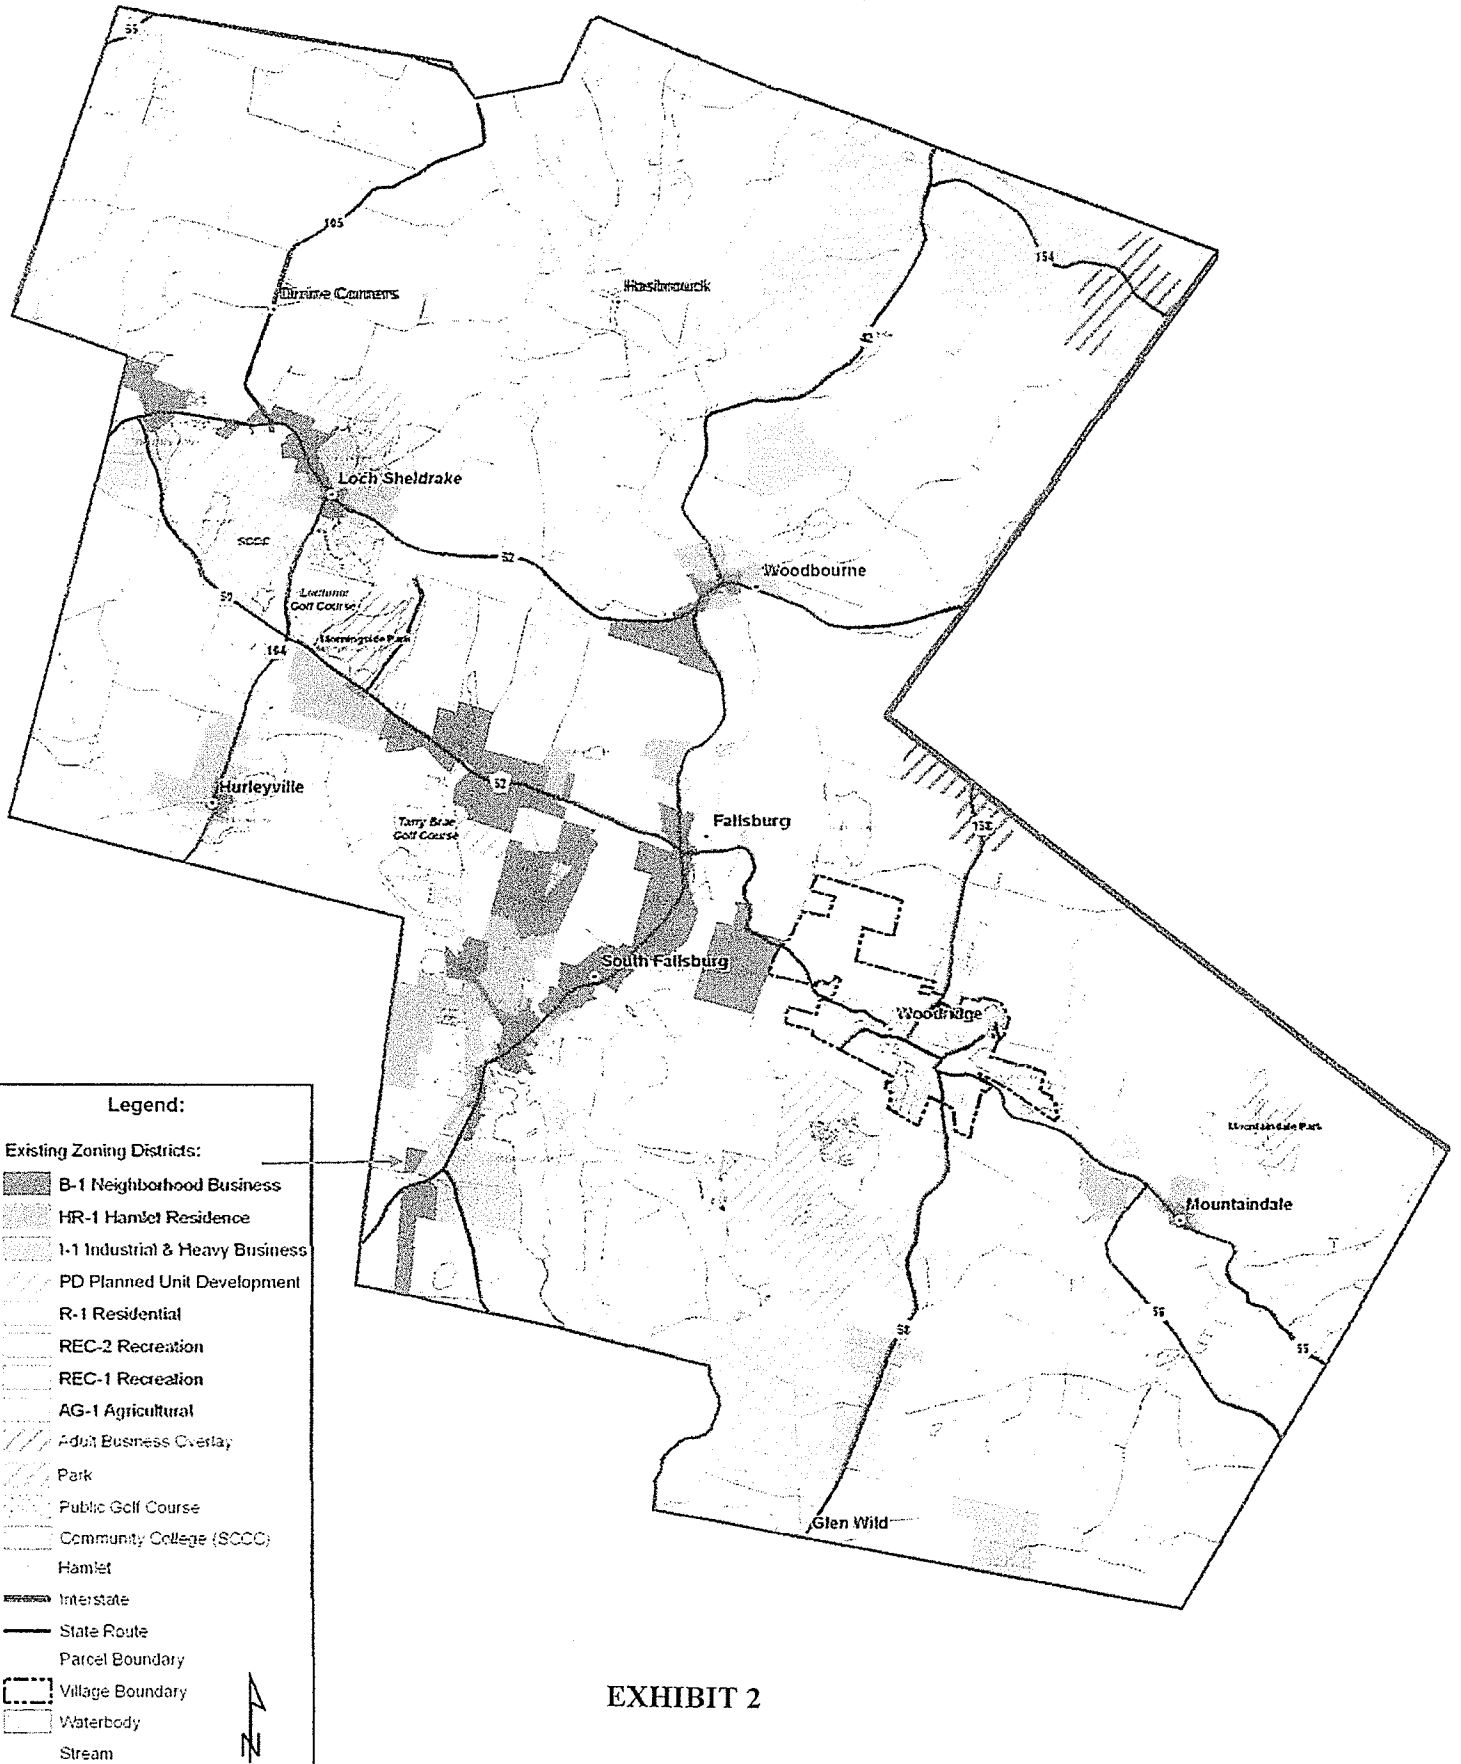 55
105
Divine Corners
Hasbrouck
154
Loch Sheldrake
SCCC
52
Woodbourne
Golf Course
Morningside Park
104
52
Hurleyville
Tarry Brae
Golf Course
Fallsburg
158
South Fallsburg
Woodridge
Mountaindale Park
Mountaindale
56
58
55
Glen Wild
Legend:
Existing Zoning Districts:
B-1 Neighborhood Business
HR-1 Hamlet Residence
I-1 Industrial & Heavy Business
PD Planned Unit Development
R-1 Residential
REC-2 Recreation
REC-1 Recreation
AG-1 Agricultural
Adult Business Overlay
Park
Public Golf Course
Community College (SCCC)
Hamlet
Interstate
State Route
Parcel Boundary
Village Boundary
Waterbody
Stream
N
EXHIBIT 2